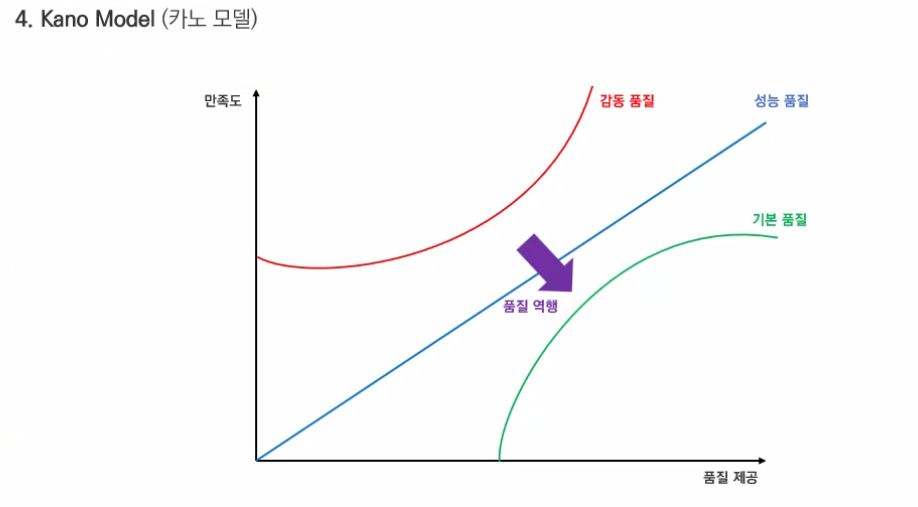 4. Kano Model (카노 모델)
만족도
감동 품질
성능 품질
기본 품질
품질 역행
품질 제공